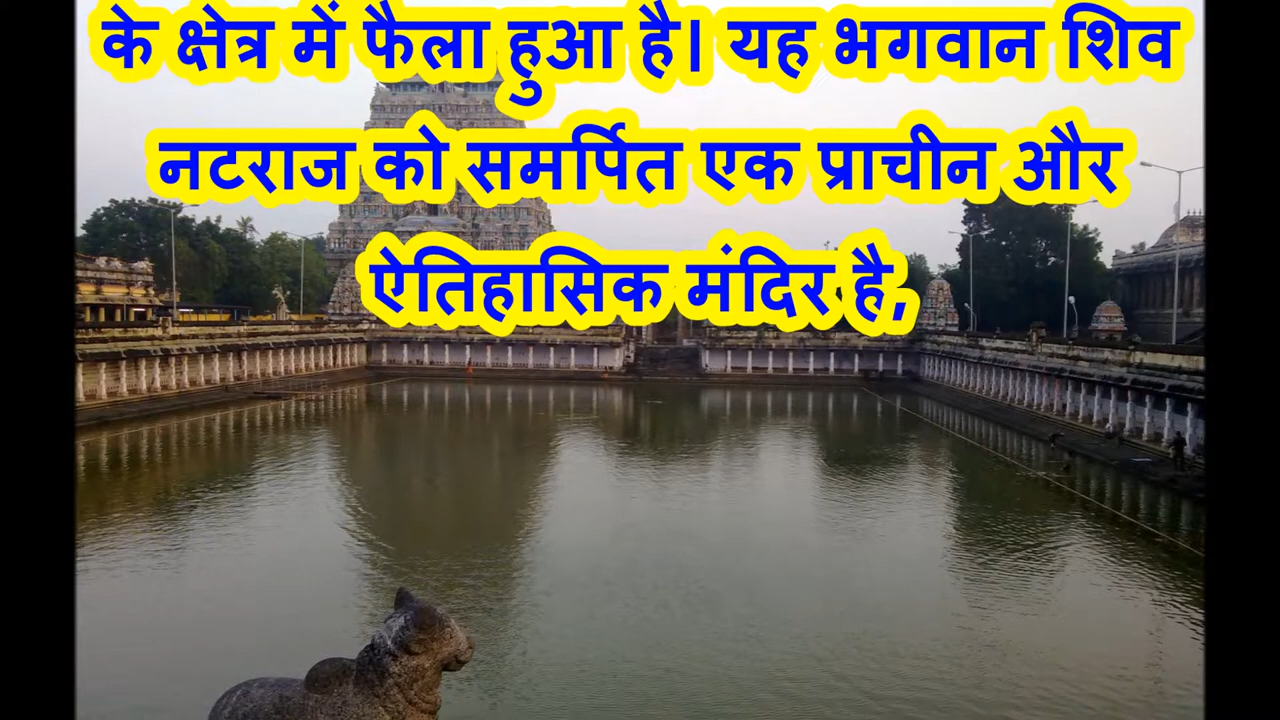 के क्षेत्र में फैला हुआ है। यह भगवान शिव
नटराज को समर्पित एक प्राचीन और
ऐतिहासिक मंदिर है,